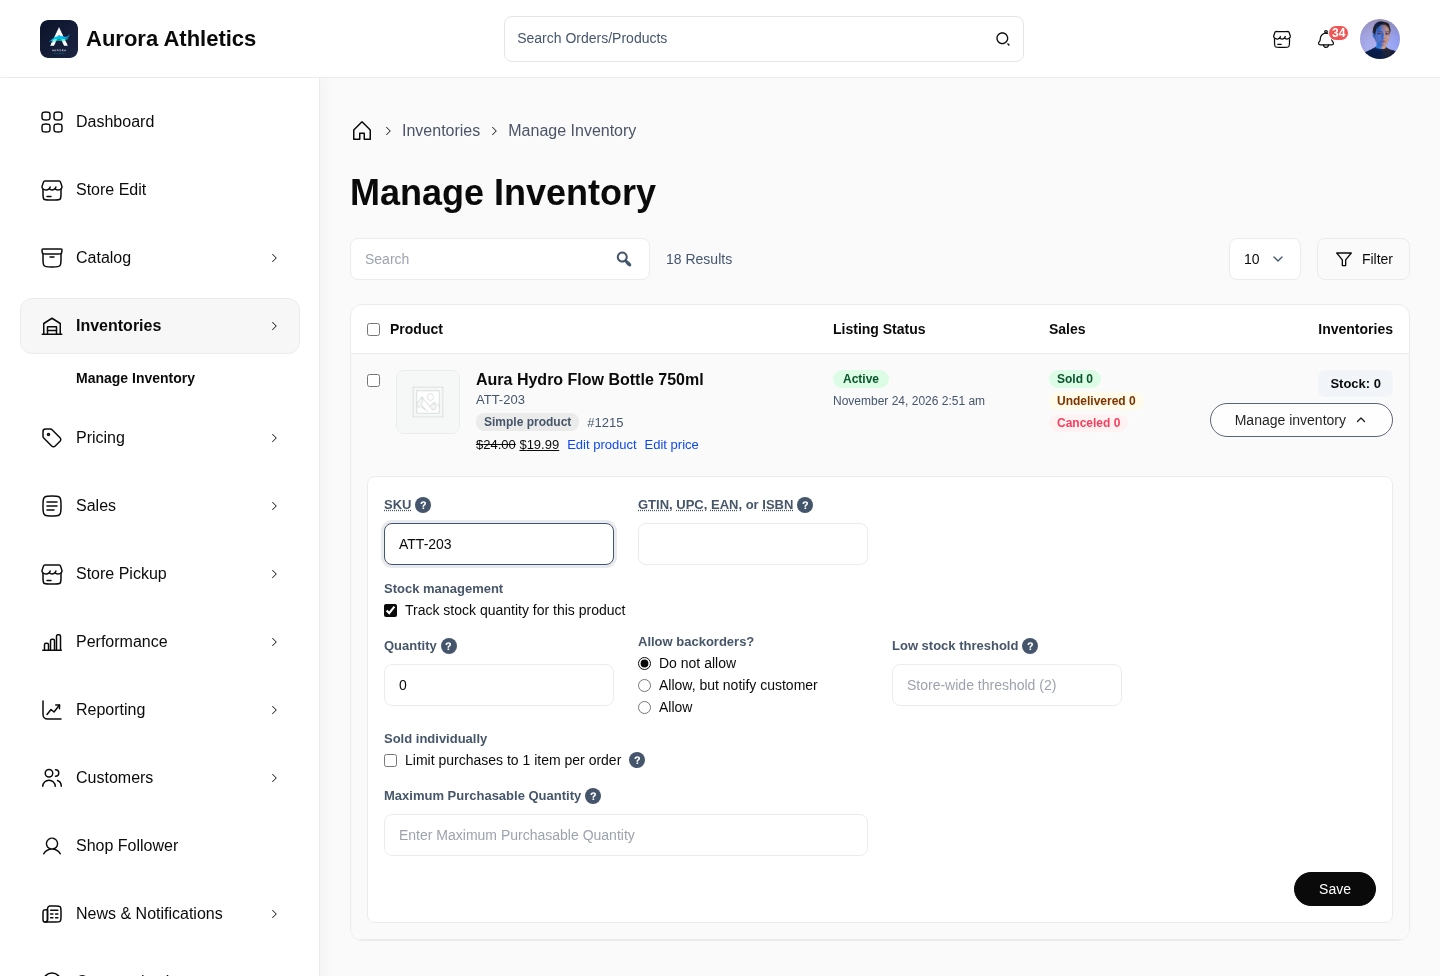 Aurora Athletics
Search Orders/Products
34
Dashboard
Store Edit
Catalog
Inventories
Manage Inventory
Pricing
Sales
Store Pickup
Performance
Reporting
Customers
Shop Follower
News & Notifications
Inventories
Manage Inventory
Manage Inventory
Search
18 Results
10
Filter
Product
Listing Status
Sales
Inventories
Aura Hydro Flow Bottle 750ml
ATT-203
Simple product #1215
$24.00 $19.99 Edit product Edit price
Active
November 24, 2026 2:51 am
Sold 0
Undelivered 0
Canceled 0
Stock: 0
Manage inventory
SKU ?
ATT-203
GTIN, UPC, EAN, or ISBN ?
Stock management
Track stock quantity for this product
Quantity ?
0
Allow backorders?
Do not allow
Allow, but notify customer
Allow
Low stock threshold ?
Store-wide threshold (2)
Sold individually
Limit purchases to 1 item per order ?
Maximum Purchasable Quantity ?
Enter Maximum Purchasable Quantity
Save